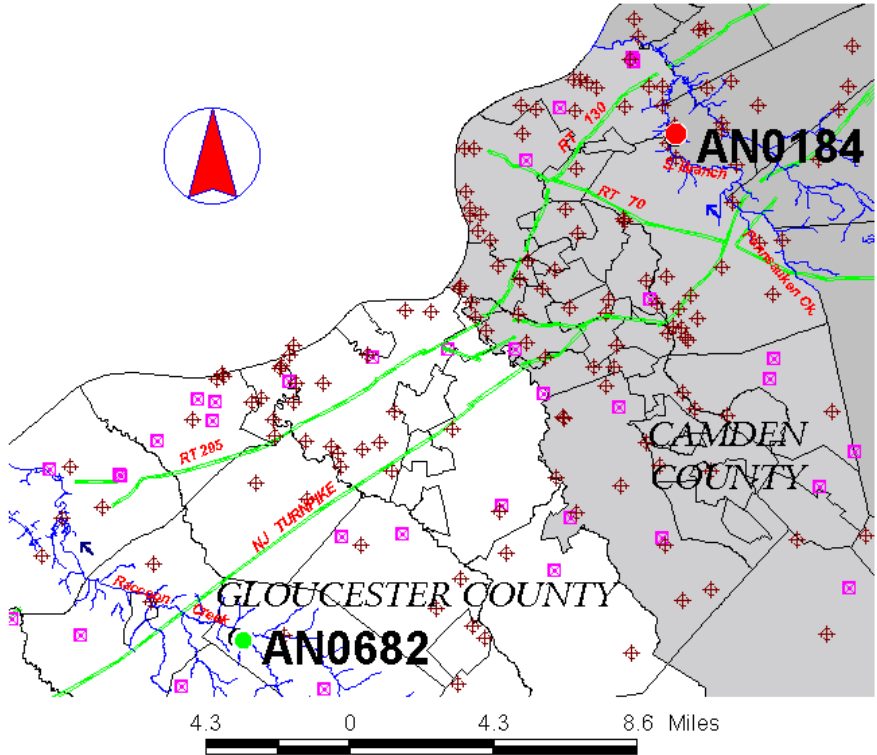 RT 130
AN0184
S. Branch
RT 70
Pennsauken Ck.
CAMDEN
COUNTY
RT 295
NJ TURNPIKE
Raccoon Creek
GLOUCESTER COUNTY
AN0682
4.3 0 4.3 8.6 Miles